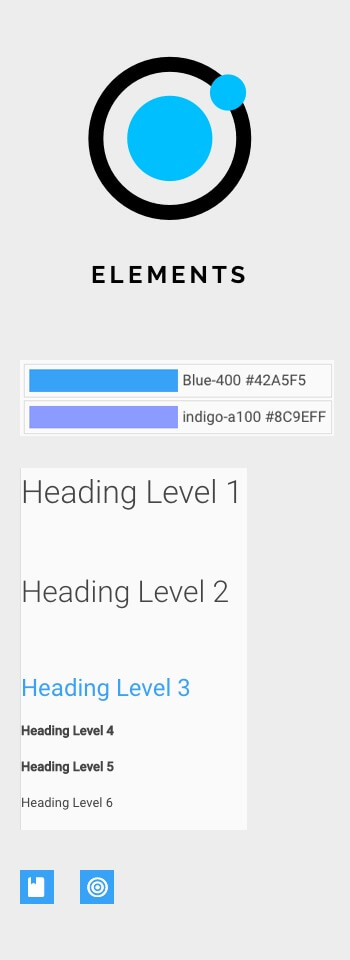 ELEMENTS
Blue-400 #42A5F5
indigo-a100 #8C9EFF
Heading Level 1
Heading Level 2
Heading Level 3
Heading Level 4
Heading Level 5
Heading Level 6